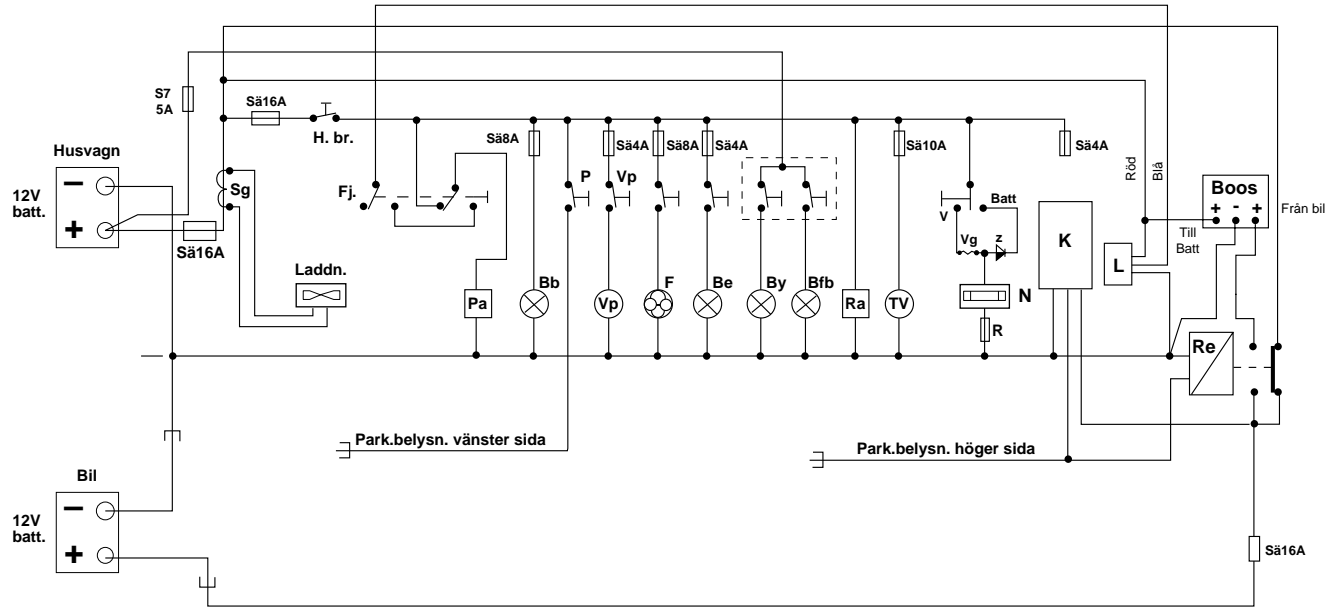 S7
5A
Sä16A
H. br.
Husvagn
12V
batt.
−
+
Sg
Sä16A
Laddn.
Fj.
Pa
Sä8A
Bb
P
Sä4A
Vp
Vp
Sä8A
F
Sä4A
Be
By
Bfb
Ra
Sä10A
TV
V
Batt
Vg
z
N
R
Sä4A
K
Röd
Blå
L
Boos
+ - +
Till
Batt
Från bil
Re
Park.belysn. vänster sida
Park.belysn. höger sida
Bil
12V
batt.
−
+
Sä16A